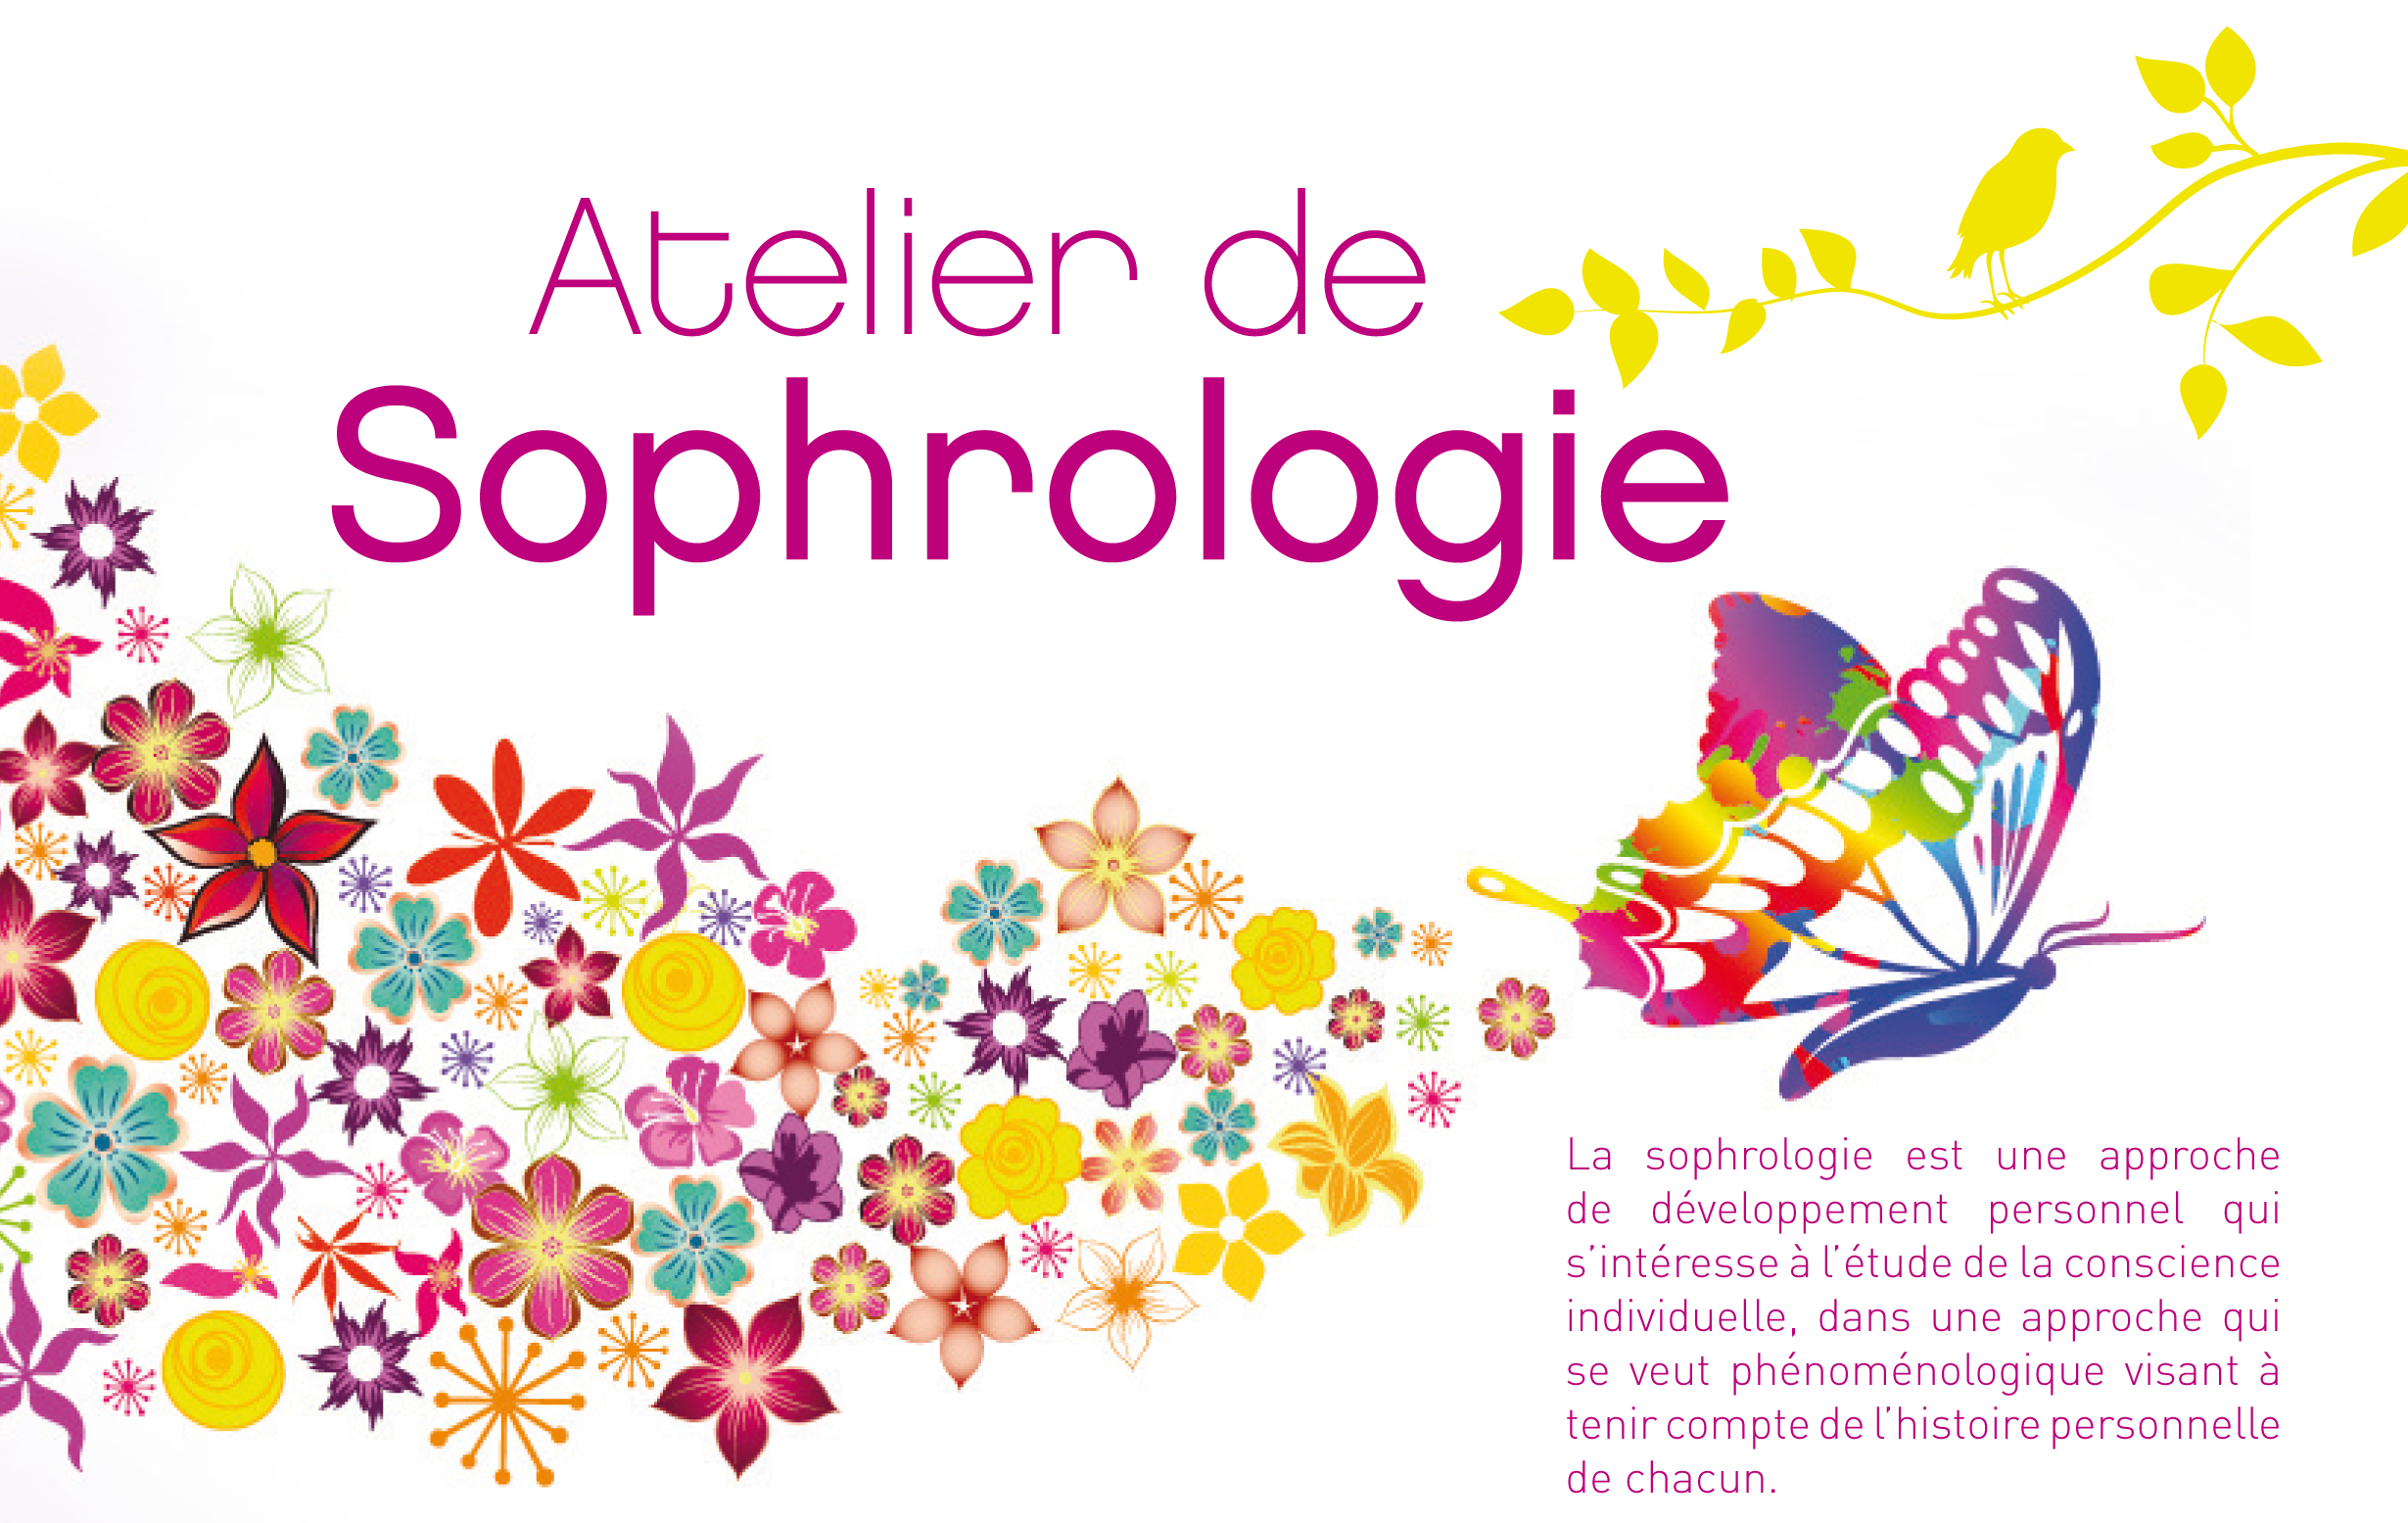 Atelier de
Sophrologie
La sophrologie est une approche
de développement personnel qui
s'intéresse à l'étude de la conscience
individuelle, dans une approche qui
se veut phénoménologique visant à
tenir compte de l'histoire personnelle
de chacun.